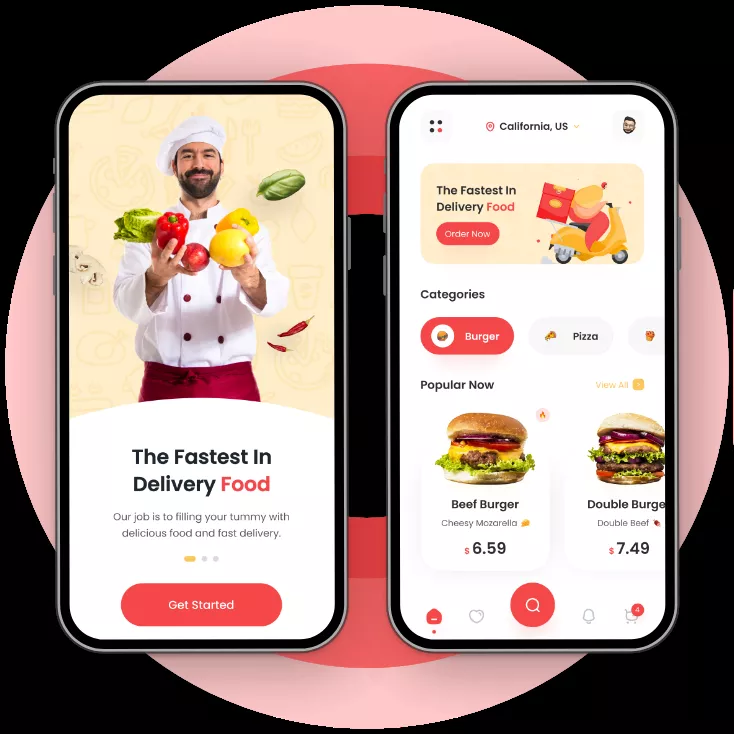 The Fastest In
Delivery Food
Our job is to filling your tummy with
delicious food and fast delivery.
Get Started
California, US
The Fastest In
Delivery Food
Order Now
Categories
Burger
Pizza
Popular Now
View All
Beef Burger
Cheesy Mozarella
$ 6.59
Double Burge
Double Beef
$ 7.49
4